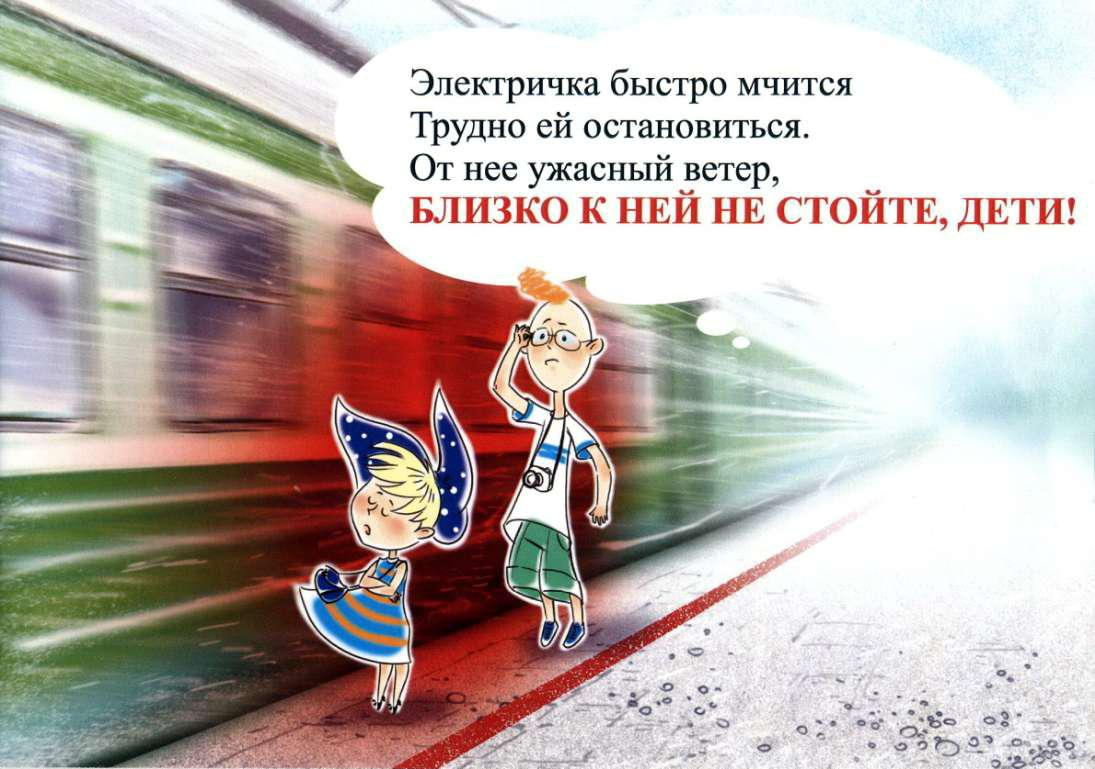 Электричка быстро мчится
Трудно ей остановиться.
От нее ужасный ветер,
БЛИЗКО К НЕЙ НЕ СТОЙТЕ, ДЕТИ!